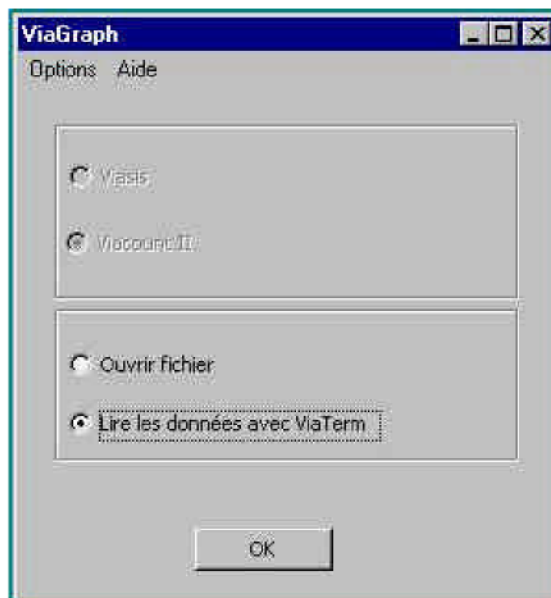 ViaGraph
Options Aide
Viasis
Viacount II
Ouvrir fichier
Lire les données avec ViaTerm
OK